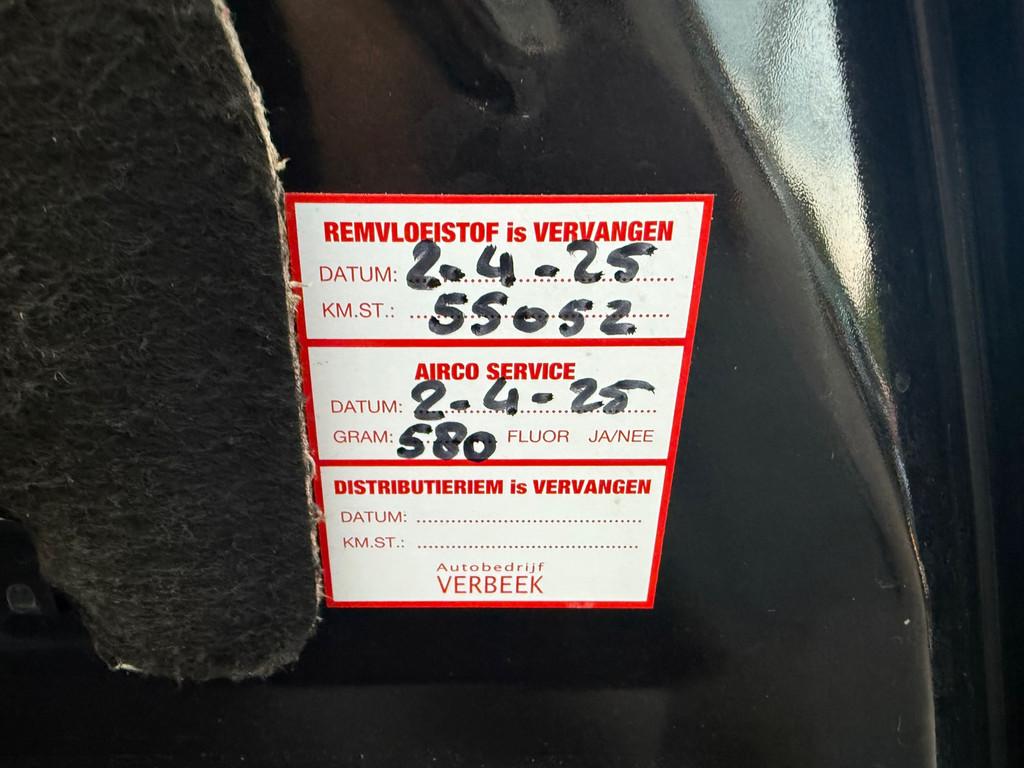 REMVLOEISTOF is VERVANGEN
DATUM: 2-4-25
KM.ST.: 55052
AIRCO SERVICE
DATUM: 2-4-25
GRAM: 580 FLUOR JA/NEE
DISTRIBUTIERIEM is VERVANGEN
DATUM:
KM.ST.:
Autobedrijf
VERBEEK